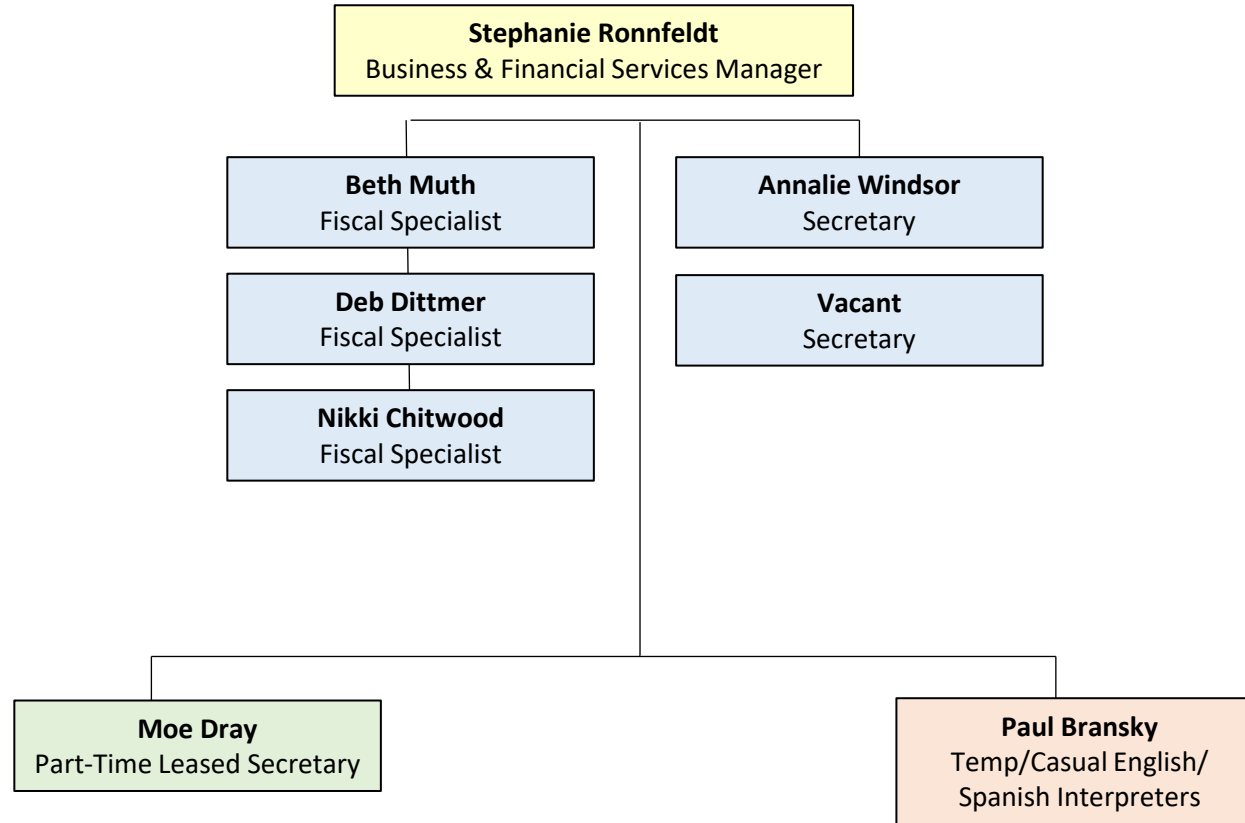 Stephanie Ronnfeldt
Business & Financial Services Manager
Beth Muth
Fiscal Specialist
Annalie Windsor
Secretary
Deb Dittmer
Fiscal Specialist
Vacant
Secretary
Nikki Chitwood
Fiscal Specialist
Moe Dray
Part-Time Leased Secretary
Paul Bransky
Temp/Casual English/
Spanish Interpreters